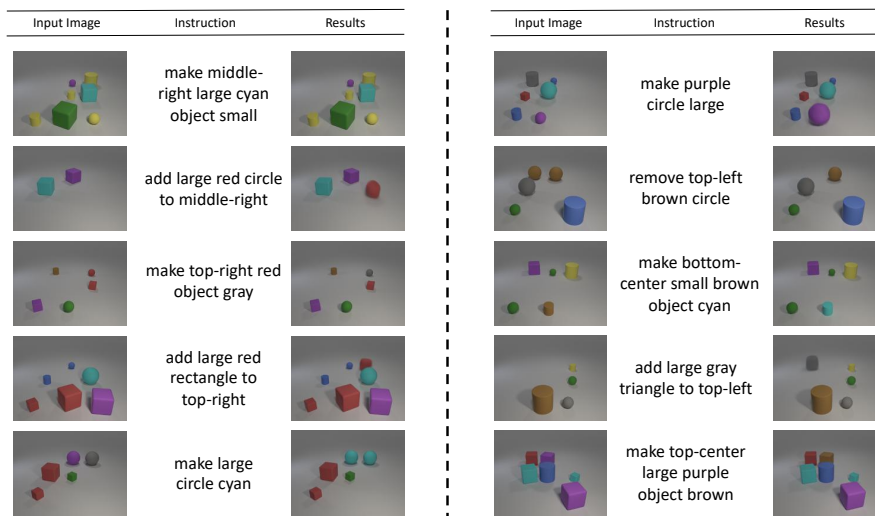 Input Image Instruction Results
make middle-
right large cyan
object small
add large red circle
to middle-right
make top-right red
object gray
add large red
rectangle to
top-right
make large
circle cyan
Input Image Instruction Results
make purple
circle large
remove top-left
brown circle
make bottom-
center small brown
object cyan
add large gray
triangle to top-left
make top-center
large purple
object brown